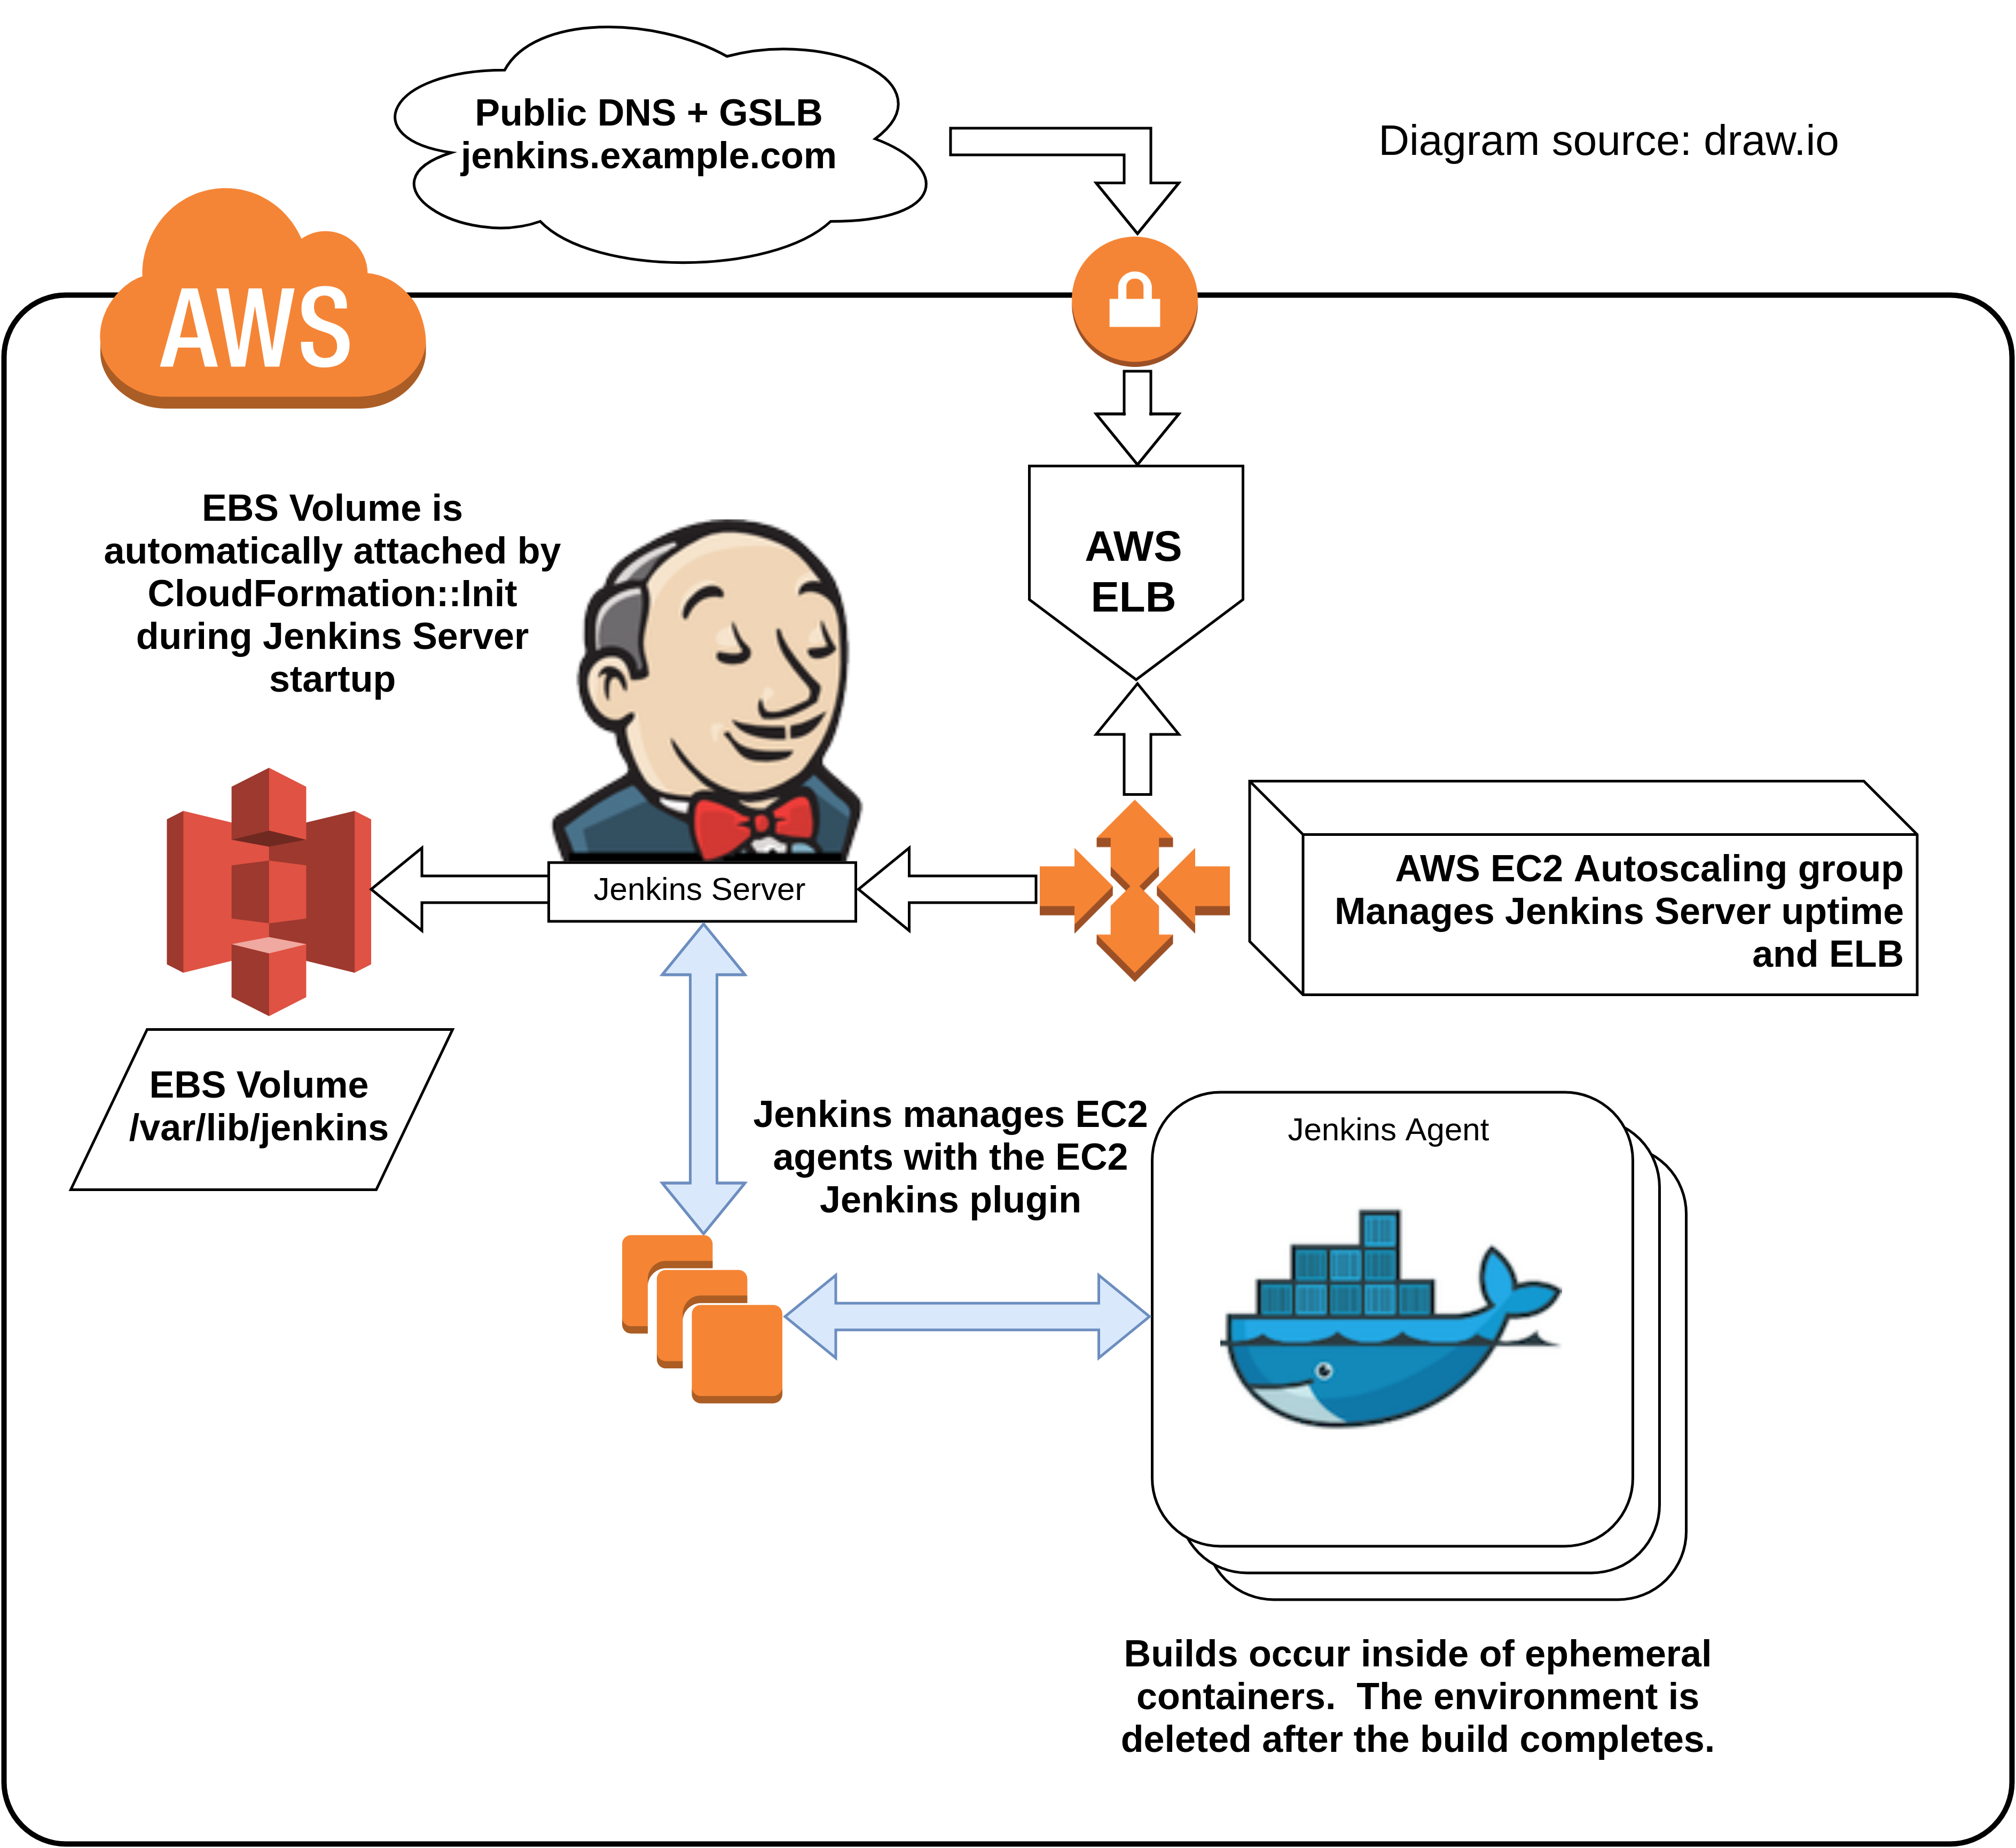 Public DNS + GSLB
jenkins.example.com
Diagram source: draw.io
AWS
EBS Volume is
automatically attached by
CloudFormation::Init
during Jenkins Server
startup
AWS
ELB
Jenkins Server
AWS EC2 Autoscaling group
Manages Jenkins Server uptime
and ELB
EBS Volume
/var/lib/jenkins
Jenkins manages EC2
agents with the EC2
Jenkins plugin
Jenkins Agent
Builds occur inside of ephemeral
containers.  The environment is
deleted after the build completes.